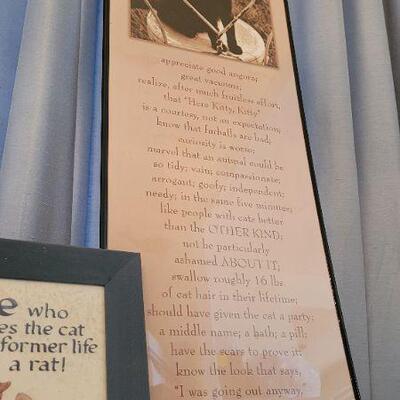 appreciate good angora;
great vacuums;
realize, after much fruitless effort,
that "Here Kitty, Kitty"
is a courtesy, not an expectation;
know that furballs are bad;
curiosity is worse;
marvel that an animal could be
so tidy; vain; compassionate;
arrogant; goofy; independent;
needy; in the same five minutes;
like people with cats better
than the OTHER KIND;
not be particularly
ashamed ABOUT IT;
swallow roughly 16 lbs
of cat hair in their lifetime;
should have given the cat a party;
a middle name; a bath; a pill;
have the scars to prove it;
know the look that says,
"I was going out anyway."
e who
es the cat
former life
a rat!